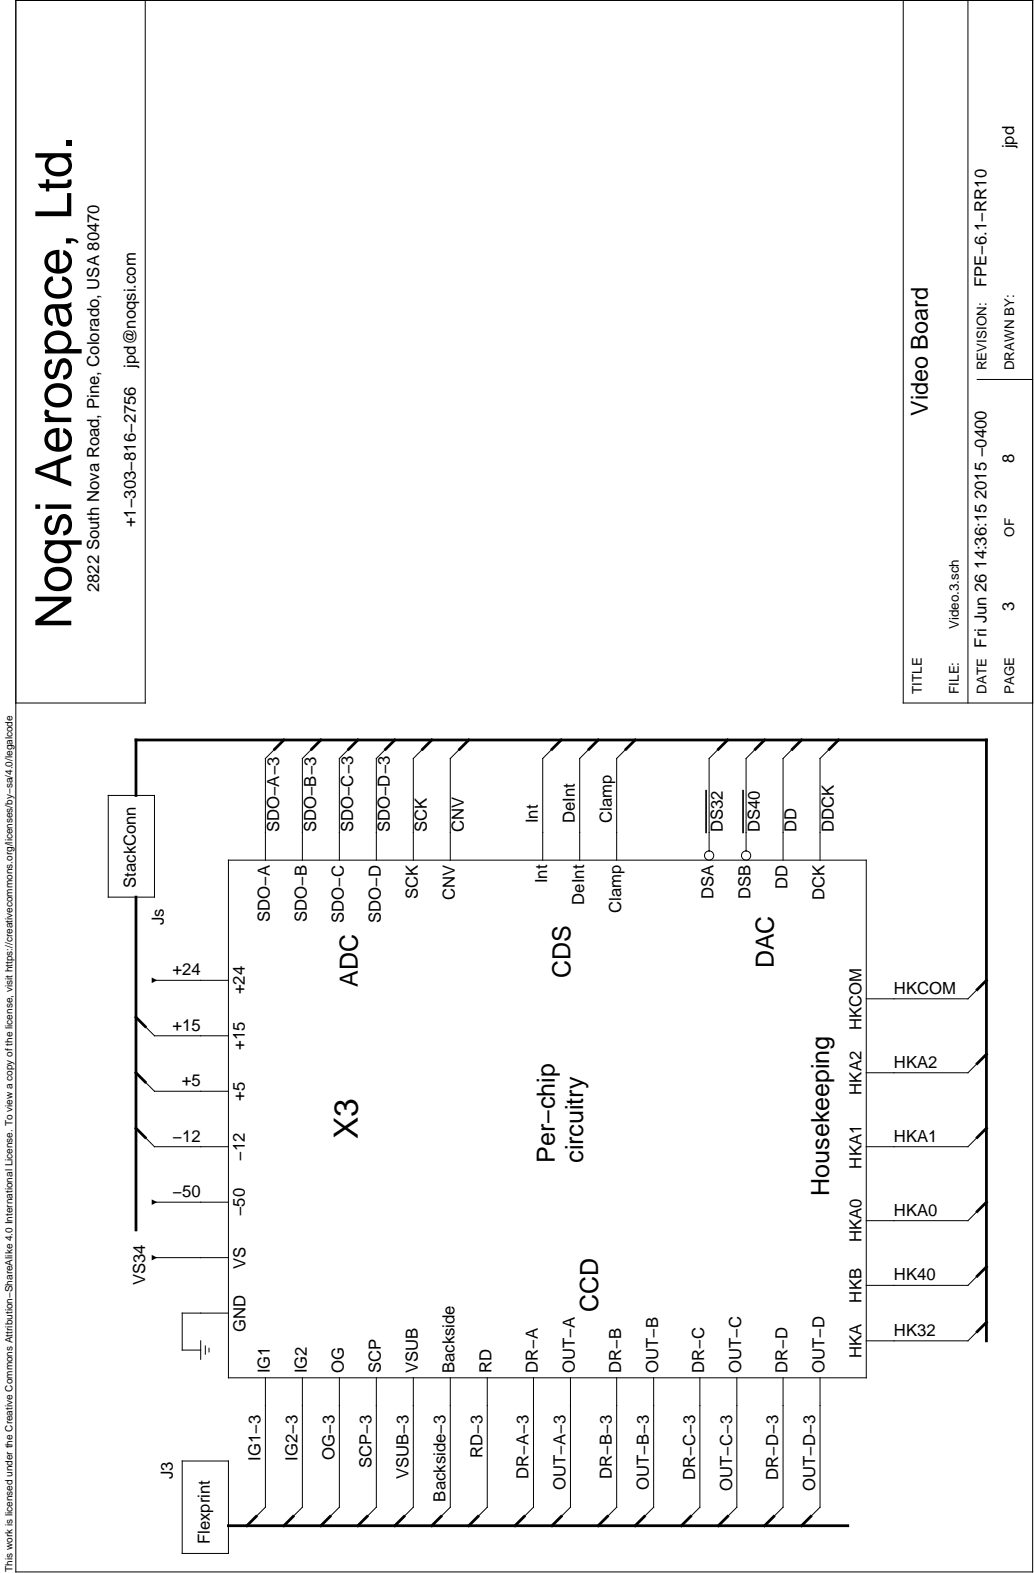 This work is licensed under the Creative Commons Attribution–ShareAlike 4.0 International License. To view a copy of the license, visit https://creativecommons.org/licenses/by–sa/4.0/legalcode
Noqsi Aerospace, Ltd.
2822 South Nova Road, Pine, Colorado, USA 80470
+1–303–816–2756 jpd@noqsi.com
J3
Flexprint
StackConn
Js
VS34
–50
–12
+5
+15
+24
GND
VS
–50
–12
+5
+15
+24
IG1–3
IG1
IG2–3
IG2
OG–3
OG
SCP–3
SCP
VSUB–3
VSUB
Backside–3
Backside
RD–3
RD
DR–A–3
DR–A
OUT–A–3
OUT–A
DR–B–3
DR–B
OUT–B–3
OUT–B
DR–C–3
DR–C
OUT–C–3
OUT–C
DR–D–3
DR–D
OUT–D–3
OUT–D
CCD
X3
Per–chip
circuitry
Housekeeping
ADC
CDS
DAC
SDO–A
SDO–A–3
SDO–B
SDO–B–3
SDO–C
SDO–C–3
SDO–D
SDO–D–3
SCK
SCK
CNV
CNV
Int
Int
DeInt
DeInt
Clamp
Clamp
DSA
DS32
DSB
DS40
DD
DD
DCK
DDCK
HKA
HKB
HKA0
HKA1
HKA2
HKCOM
HK32
HK40
HKA0
HKA1
HKA2
HKCOM
TITLE
Video Board
FILE: Video.3.sch
REVISION: FPE–6.1–RR10
DATE Fri Jun 26 14:36:15 2015 –0400
PAGE 3 OF 8
DRAWN BY: jpd